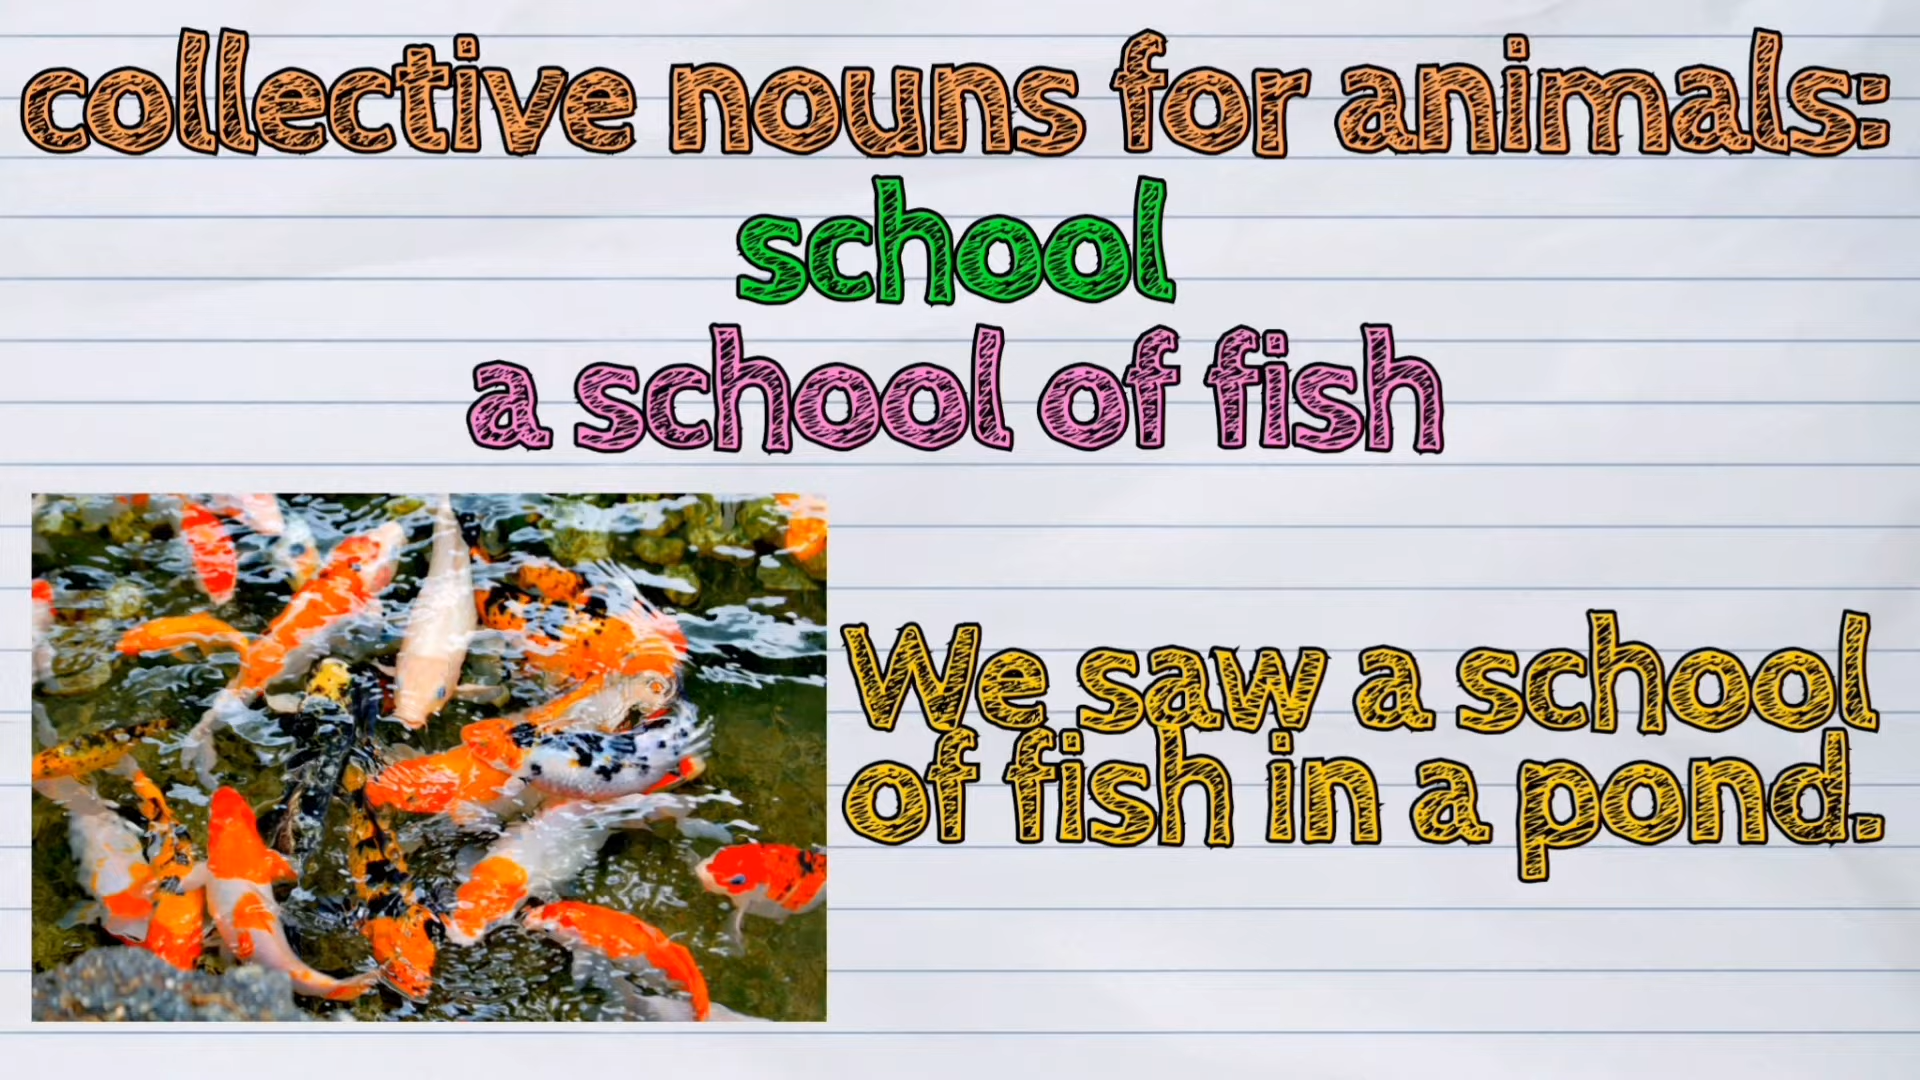 collective nouns for animals:
school
a school of fish
We saw a school
of fish in a pond.